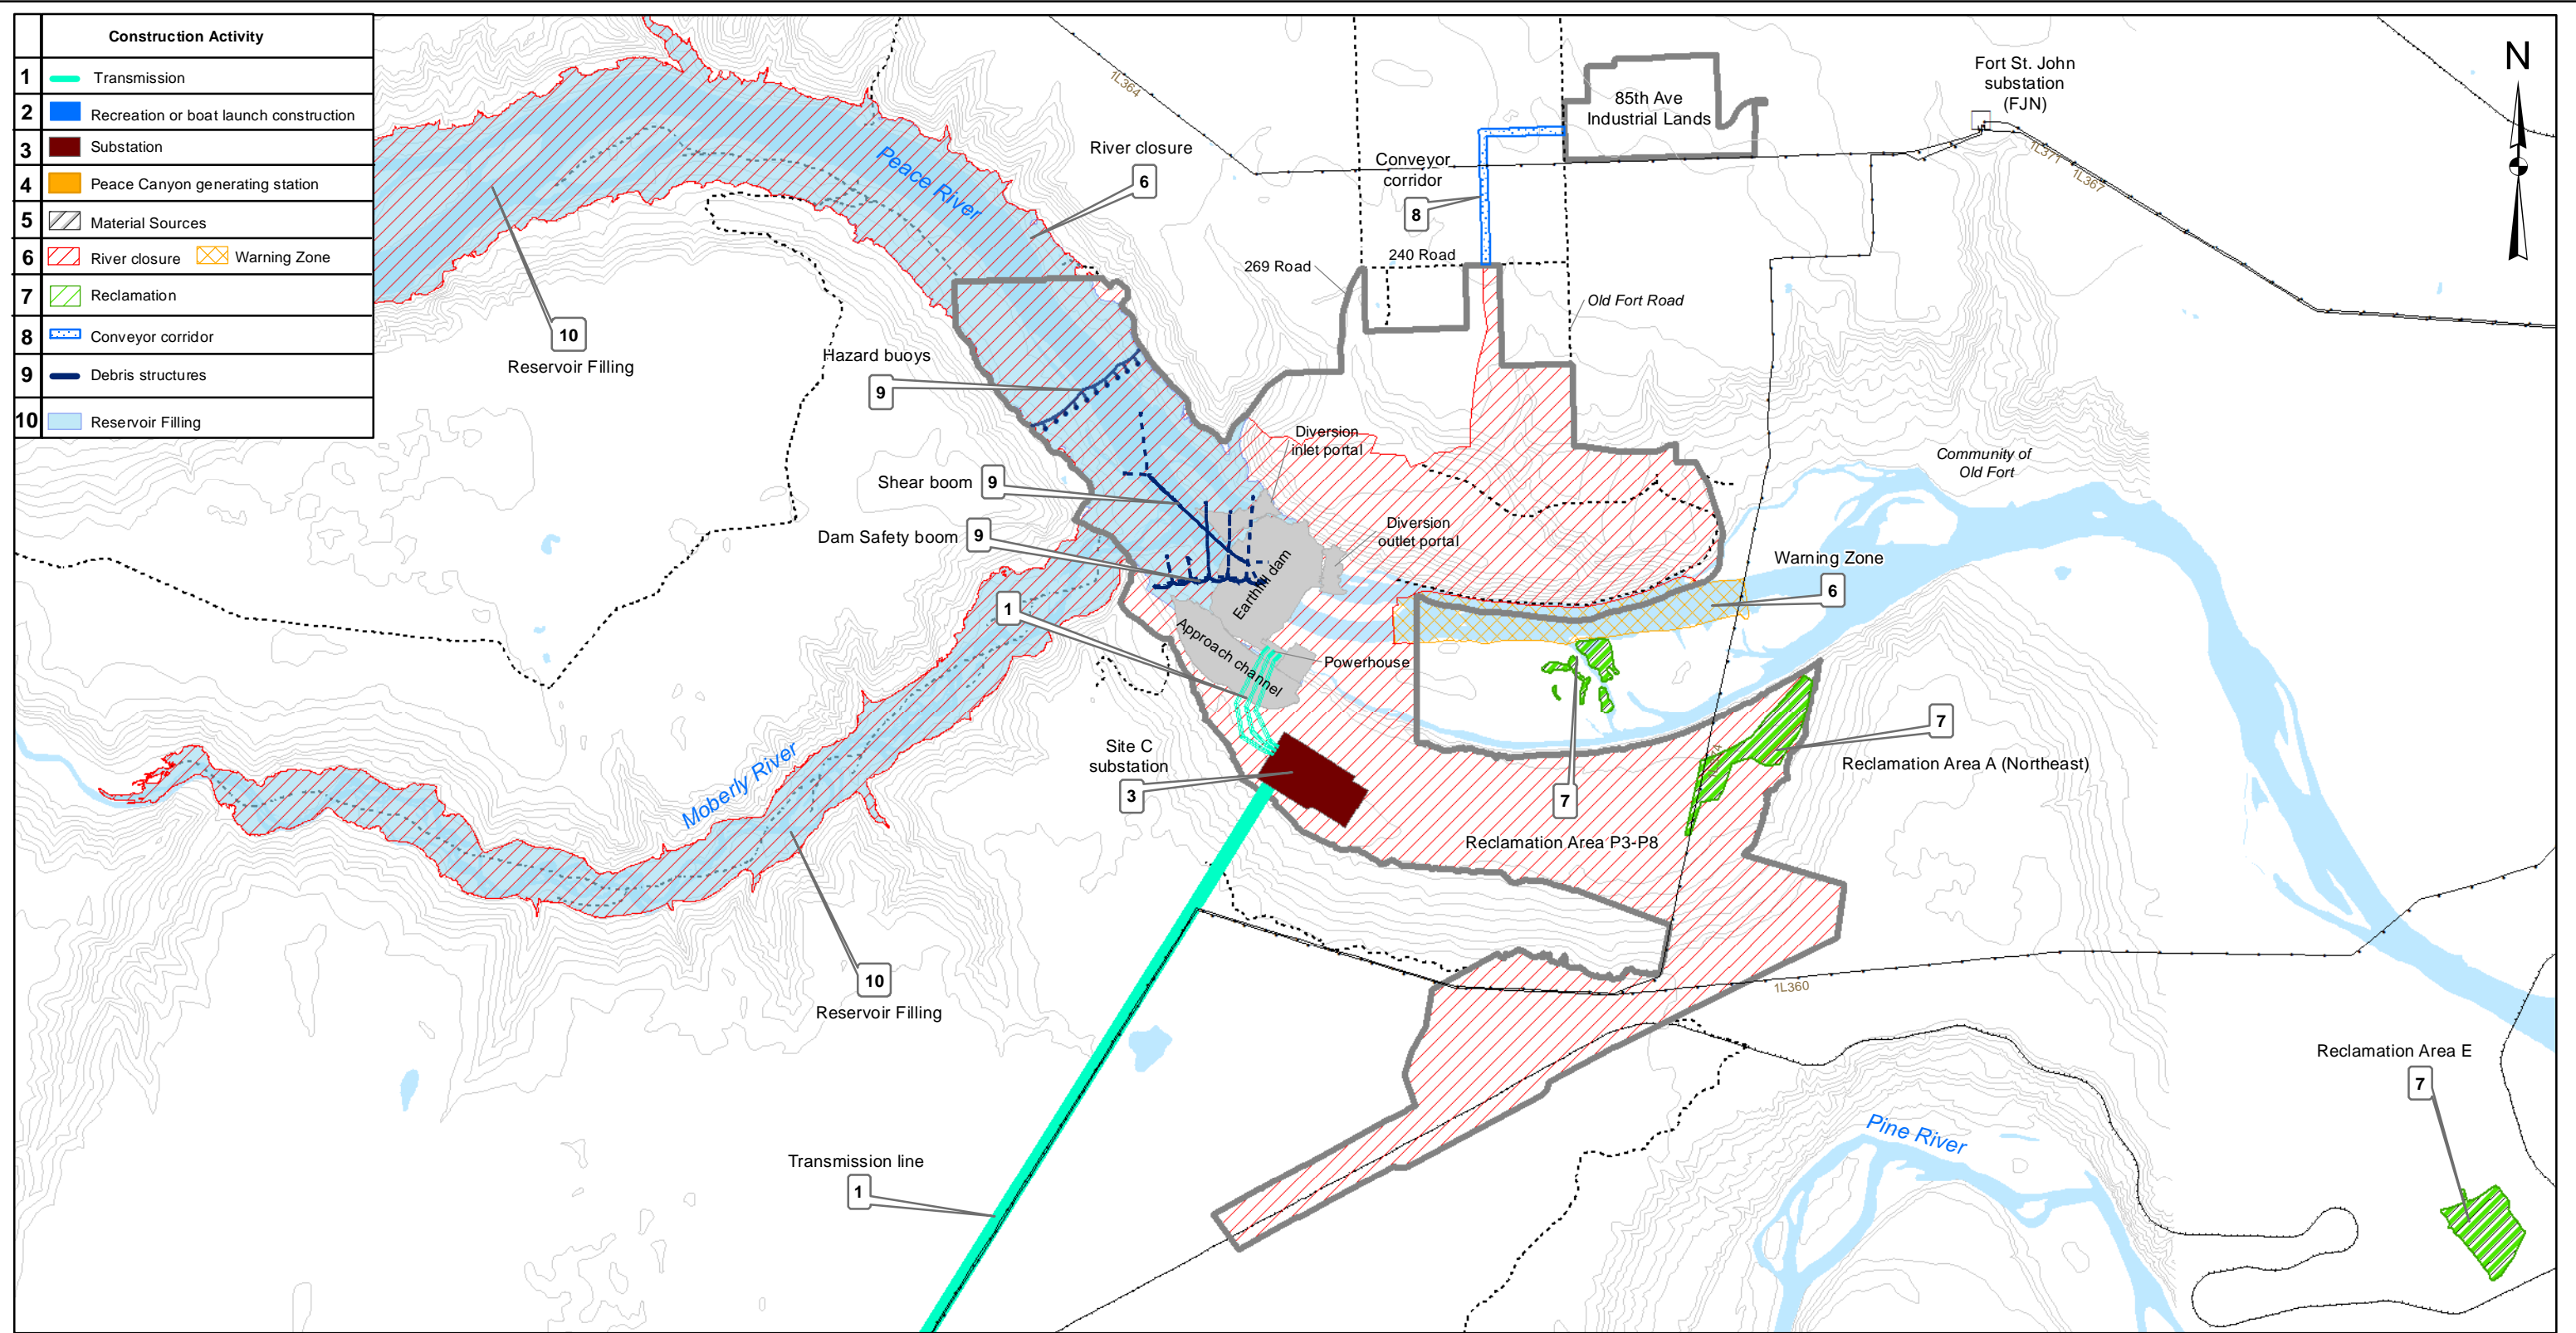 Construction Activity
1 Transmission
2 Recreation or boat launch construction
3 Substation
4 Peace Canyon generating station
5 Material Sources
6 River closure Warning Zone
7 Reclamation
8 Conveyor corridor
9 Debris structures
10 Reservoir Filling
N
1L364
Fort St. John
substation
(FJN)
85th Ave
Industrial Lands
River closure
6
Peace River
Conveyor
corridor
8
1L371
1L367
269 Road
240 Road
Old Fort Road
10
Reservoir Filling
Hazard buoys
9
Diversion
inlet portal
Community of
Old Fort
Shear boom 9
Dam Safety boom 9
Diversion
outlet portal
Earthfill dam
Warning Zone
6
1
Approach channel
Powerhouse
7
Reclamation Area A (Northeast)
Site C
substation
3
7
Reclamation Area P3-P8
Moberly River
10
Reservoir Filling
1L360
Reclamation Area E
7
Pine River
Transmission line
1